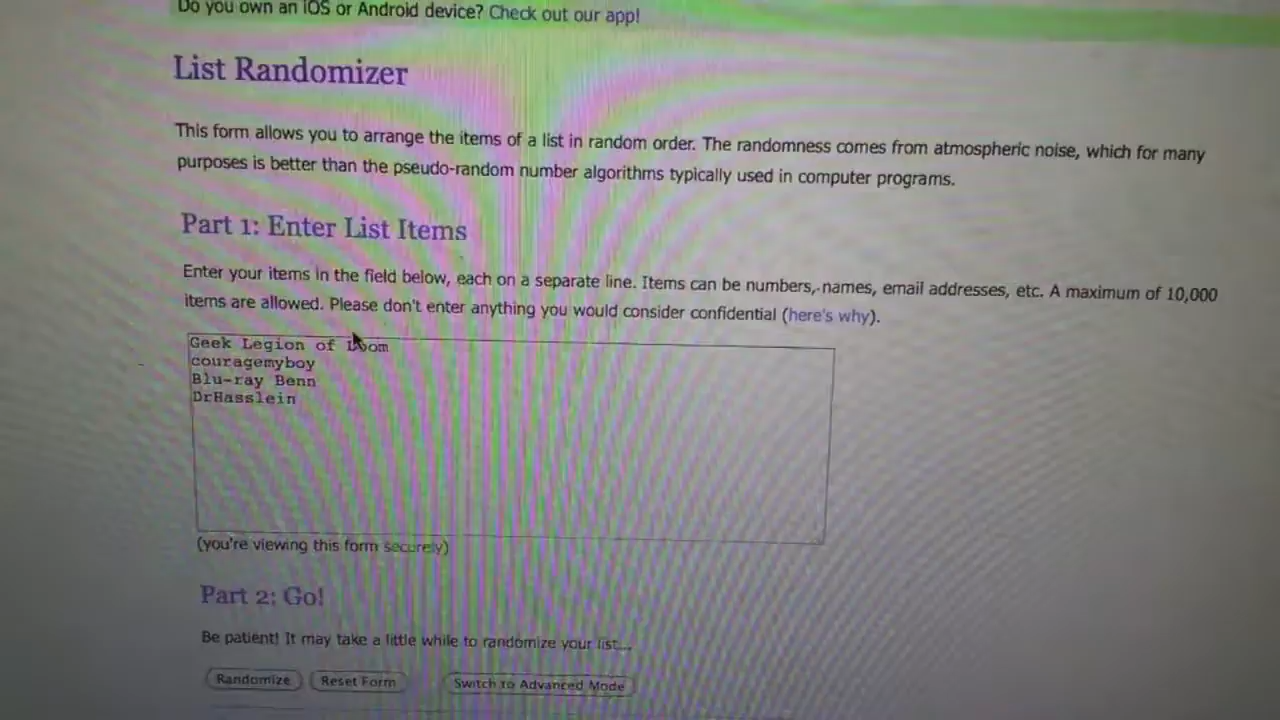 Do you own an iOS or Android device? Check out our app!
List Randomizer
This form allows you to arrange the items of a list in random order. The randomness comes from atmospheric noise, which for many
purposes is better than the pseudo-random number algorithms typically used in computer programs.
Part 1: Enter List Items
Enter your items in the field below, each on a separate line. Items can be numbers, names, email addresses, etc. A maximum of 10,000
items are allowed. Please don't enter anything you would consider confidential (here's why).
Geek Legion of Doom
couragemyboy
Blu-ray Benn
DrHasslein
(you're viewing this form securely)
Part 2: Go!
Be patient! It may take a little while to randomize your list...
Randomize Reset Form Switch to Advanced Mode